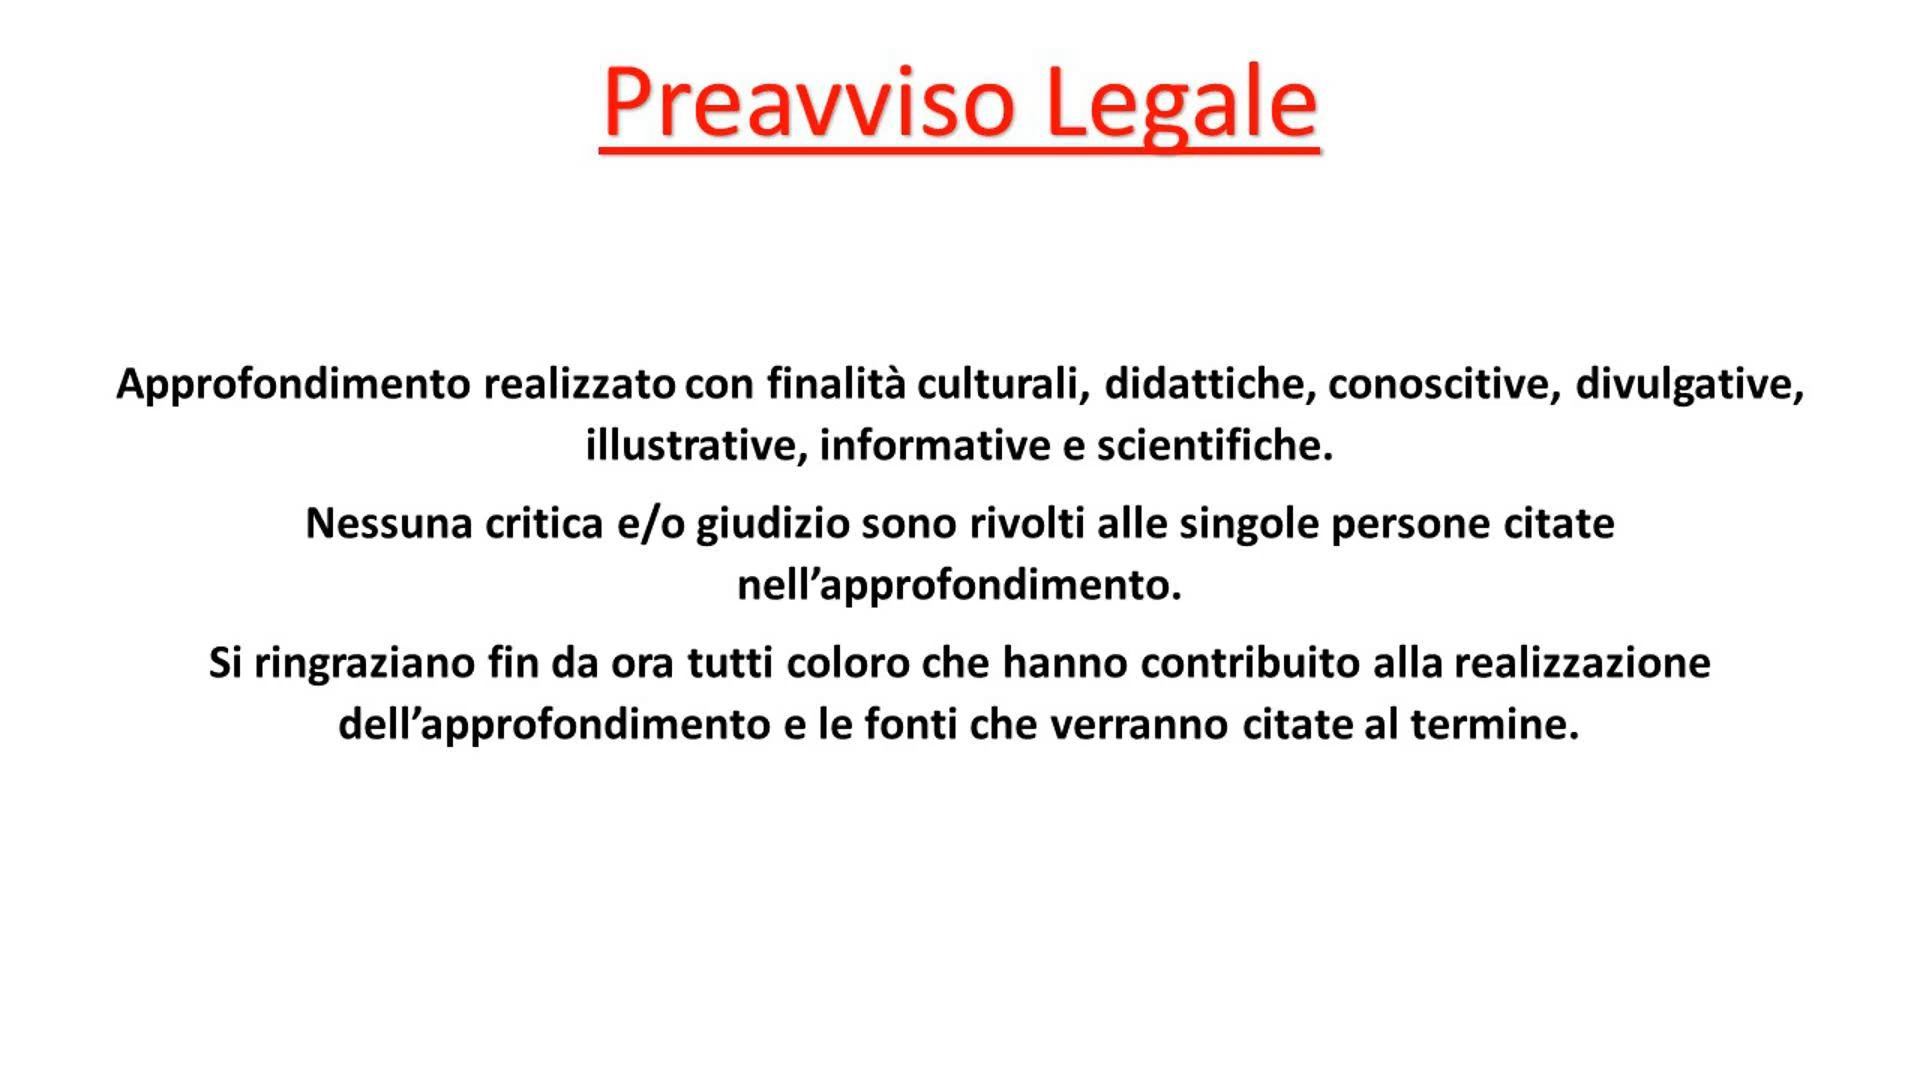 Preavviso Legale
Approfondimento realizzato con finalità culturali, didattiche, conoscitive, divulgative,
illustrative, informative e scientifiche.
Nessuna critica e/o giudizio sono rivolti alle singole persone citate
nell’approfondimento.
Si ringraziano fin da ora tutti coloro che hanno contribuito alla realizzazione
dell’approfondimento e le fonti che verranno citate al termine.